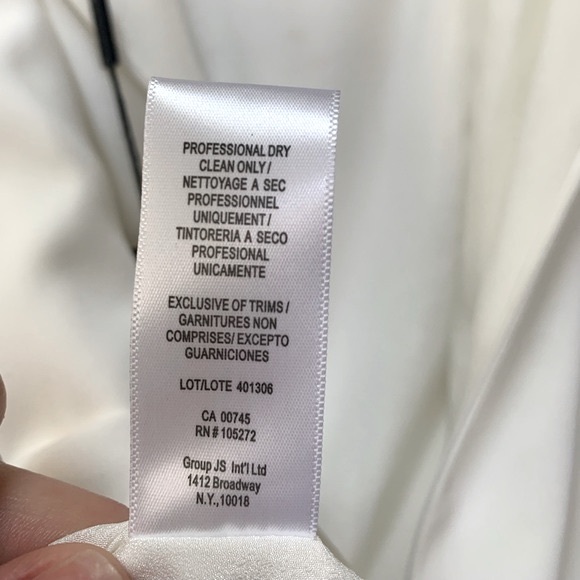 PROFESSIONAL DRY
CLEAN ONLY /
NETTOYAGE A SEC
PROFESSIONNEL
UNIQUEMENT /
TINTORERIA A SECO
PROFESIONAL
UNICAMENTE
EXCLUSIVE OF TRIMS /
GARNITURES NON
COMPRISES/ EXCEPTO
GUARNICIONES
LOT/LOTE 401306
CA 00745
RN # 105272
Group JS Int'l Ltd
1412 Broadway
N.Y.,10018